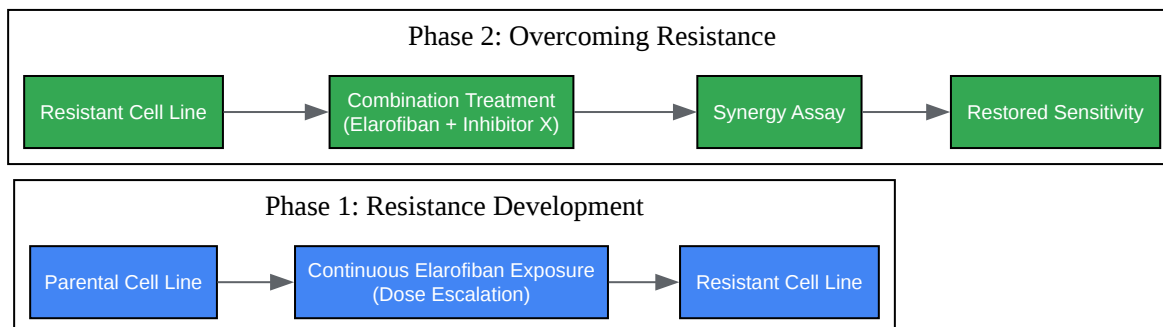 Phase 2: Overcoming Resistance
Resistant Cell Line
Combination Treatment
(Elarofiban + Inhibitor X)
Synergy Assay
Restored Sensitivity
Phase 1: Resistance Development
Parental Cell Line
Continuous Elarofiban Exposure
(Dose Escalation)
Resistant Cell Line